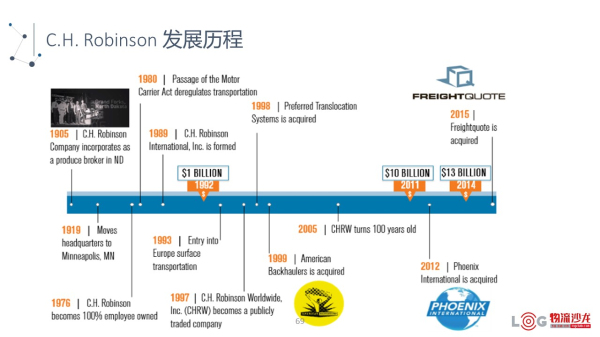 C.H. Robinson 发展历程
1980 | Passage of the Motor
Carrier Act deregulates transportation
FREIGHTQUOTE
1905 | C.H. Robinson
Company incorporates as
a produce broker in ND
1989 | C.H. Robinson
International, Inc. is formed
1998 | Preferred Translocation
Systems is acquired
2015 |
Freightquote is
acquired
$1 BILLION
1992
$10 BILLION
2011
$13 BILLION
2014
1919 | Moves
headquarters to
Minneapolis, MN
1976 | C.H. Robinson
becomes 100% employee owned
1993 | Entry into
Europe surface
transportation
1997 | C.H. Robinson Worldwide,
Inc. (CHRW) becomes a publicly
traded company
2005 | CHRW turns 100 years old
1999 | American
Backhaulers is acquired
2012 | Phoenix
International is acquired
PHOENIX
INTERNATIONAL
69
LOG 物流沙龙